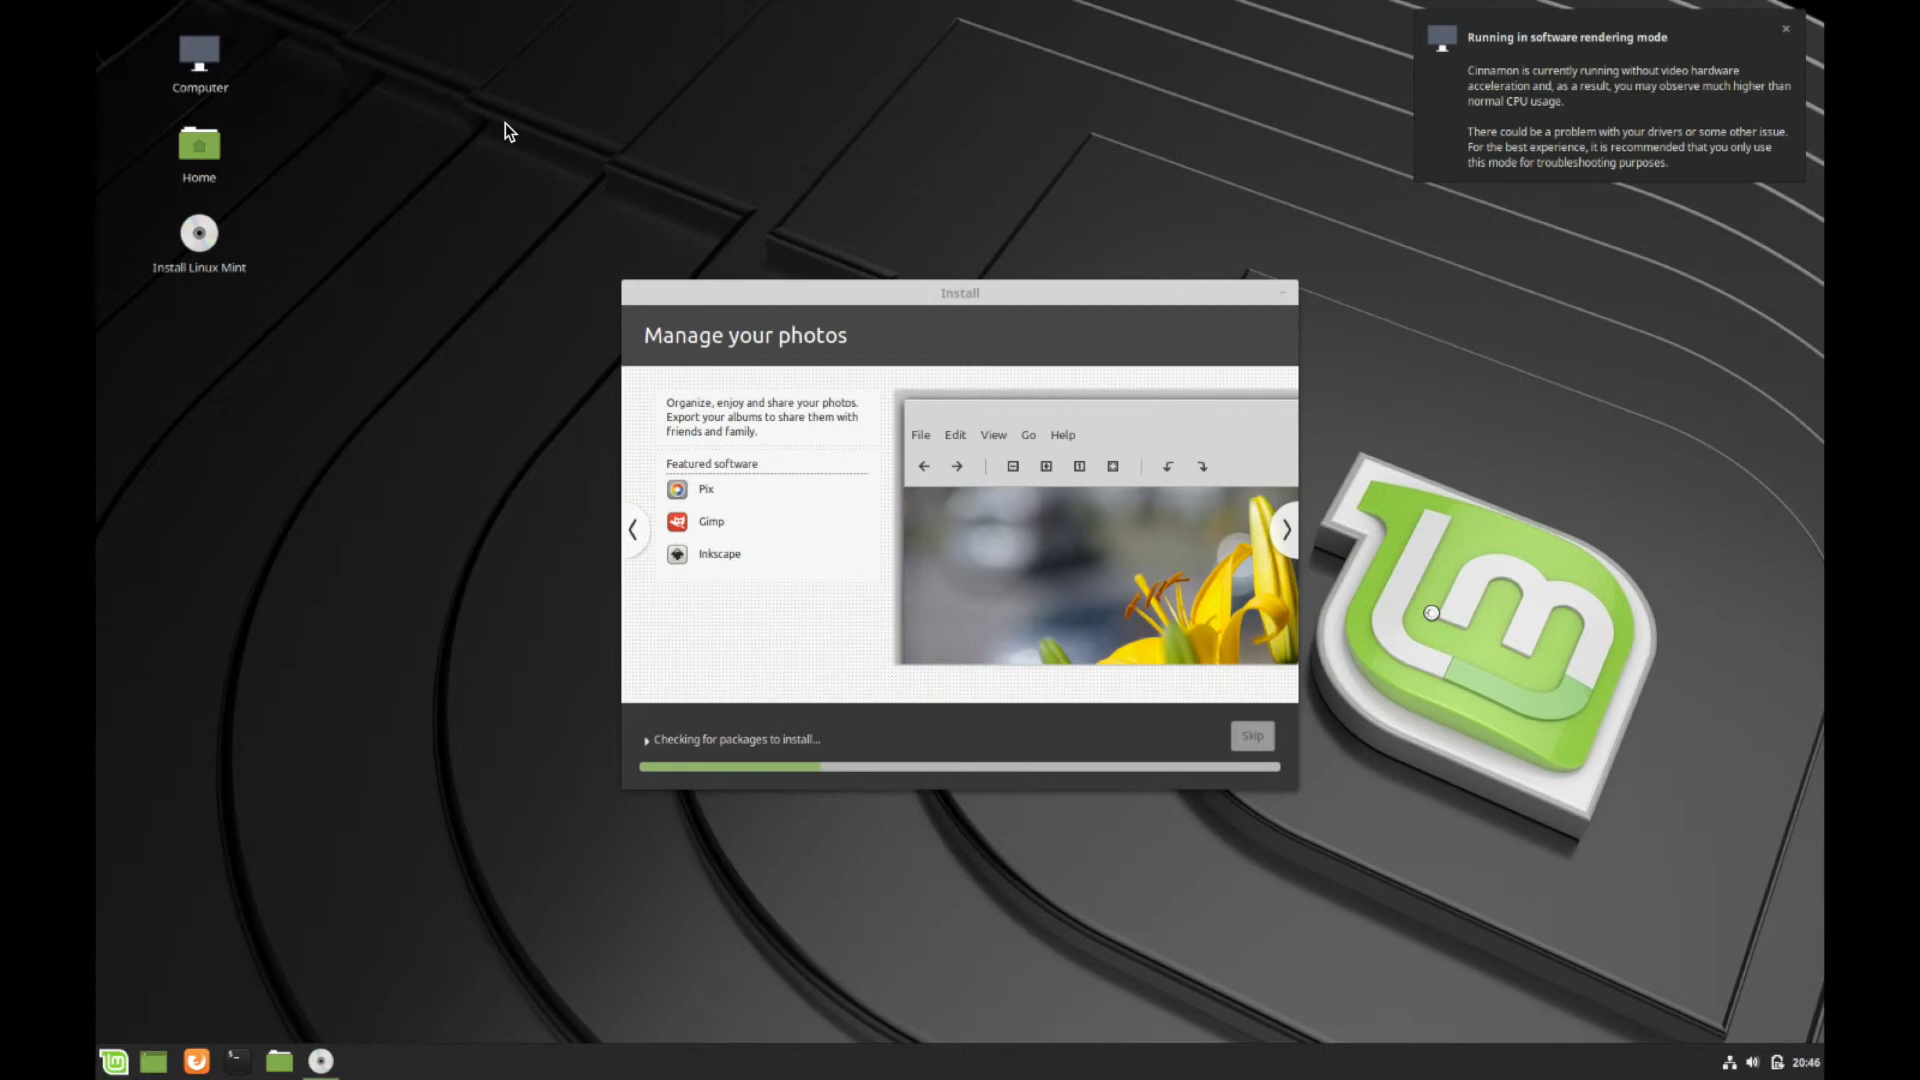 Computer
Home
Install Linux Mint
Running in software rendering mode
Cinnamon is currently running without video hardware
acceleration and, as a result, you may observe much higher than
normal CPU usage.
There could be a problem with your drivers or some other issue.
For the best experience, it is recommended that you only use
this mode for troubleshooting purposes.
Install
Manage your photos
Organize, enjoy and share your photos.
Export your albums to share them with
friends and family.
Featured software
Pix
Gimp
Inkscape
File Edit View Go Help
Checking for packages to install...
Skip
20:46